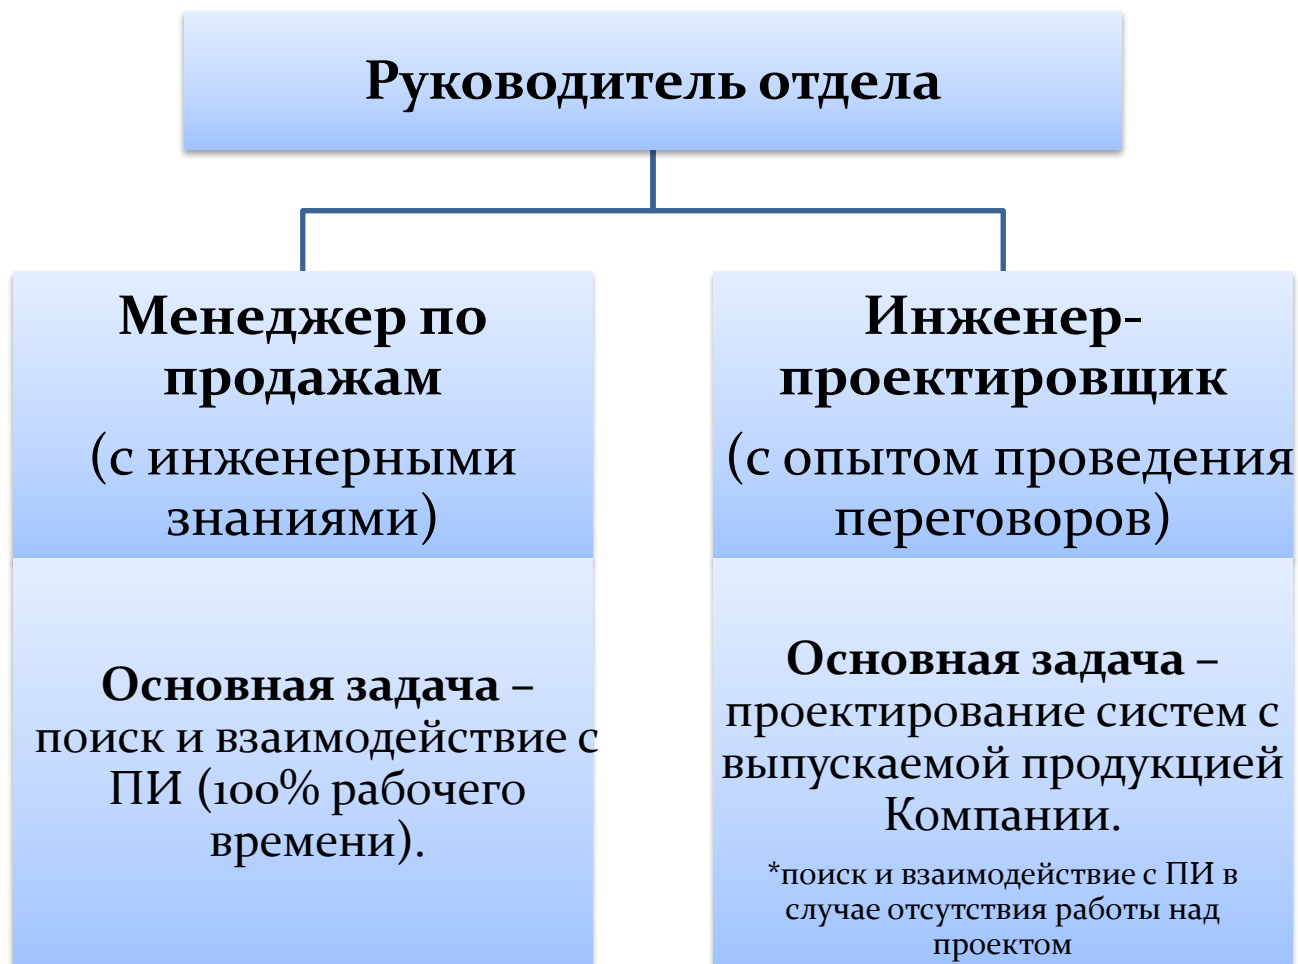 Руководитель отдела
Менеджер по
продажам
(с инженерными
знаниями)
Основная задача –
поиск и взаимодействие с
ПИ (100% рабочего
времени).
Инженер-
проектировщик
(с опытом проведения
переговоров)
Основная задача –
проектирование систем с
выпускаемой продукцией
Компании.
*поиск и взаимодействие с ПИ в
случае отсутствия работы над
проектом